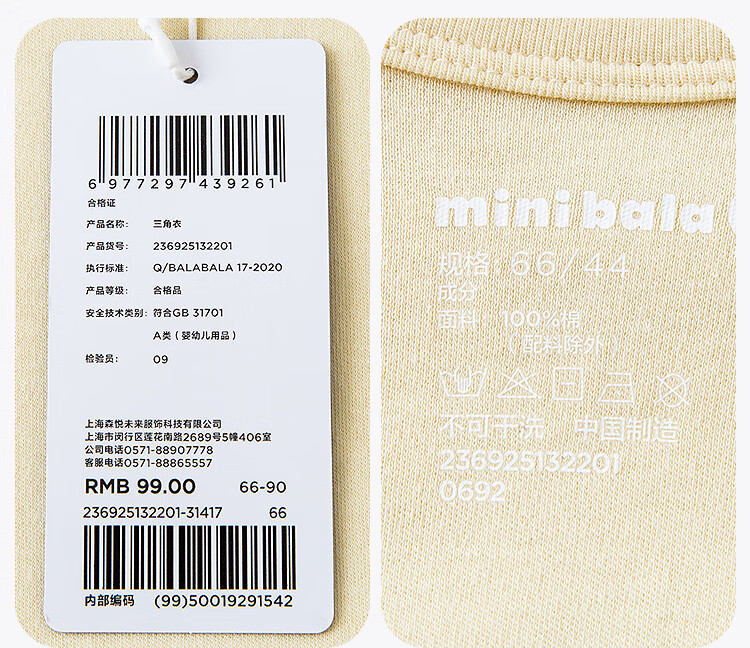 6 977297 439261
合格证
产品名称: 三角衣
产品货号: 236925132201
执行标准: Q/BALABALA 17-2020
产品等级: 合格品
安全技术类别: 符合GB 31701
A类 (婴幼儿用品)
检验员: 09
上海森悦未来服饰科技有限公司
上海市闵行区莲花南路2689号5幢406室
公司电话0571-88907778
客服电话0571-88865557
RMB 99.00 66-90
236925132201-31417 66
内部编码 (99)50019291542
minibala
规格: 66/44
成分
面料 100%棉
(配料除外
不可干洗 中国制造
236925132201
0692